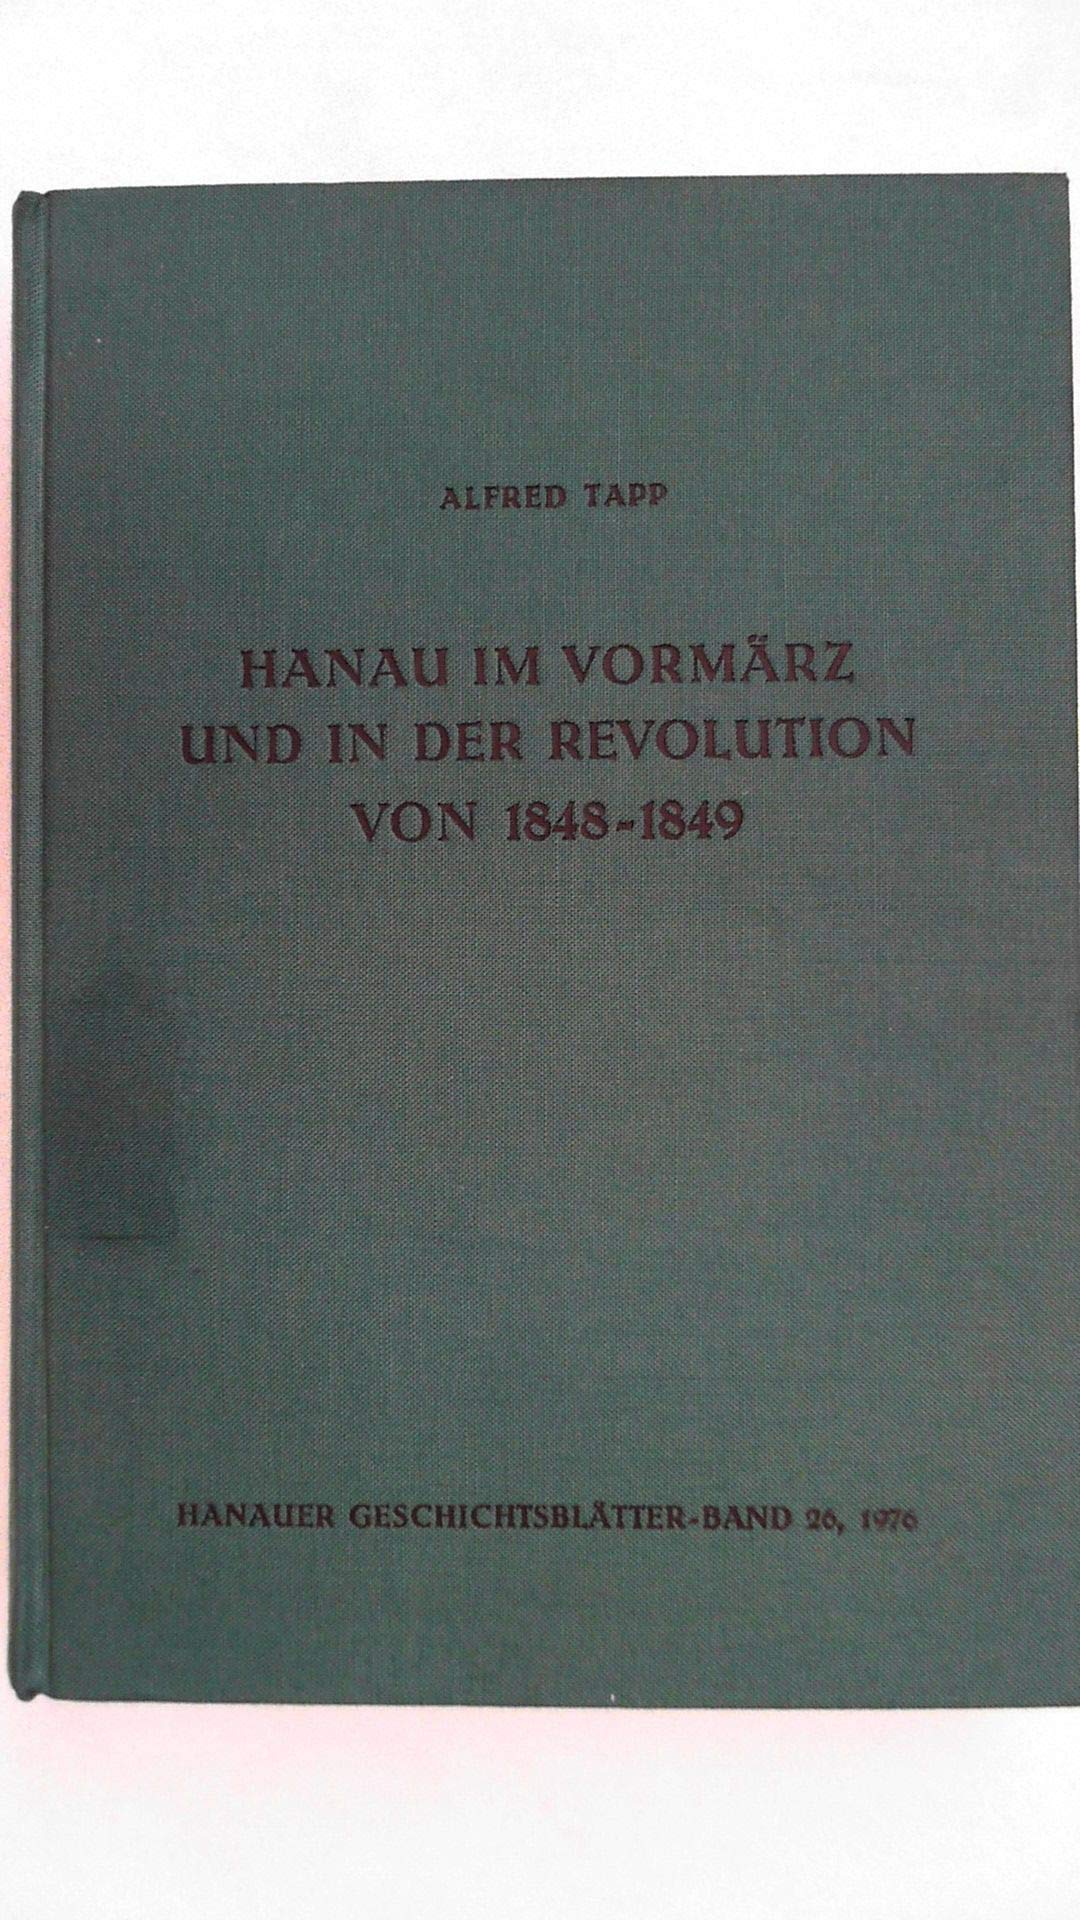 ALFRED TAPP
HANAU IM VORMÄRZ
UND IN DER REVOLUTION
VON 1848-1849
HANAUER GESCHICHTSBLÄTTER-BAND 26, 1976